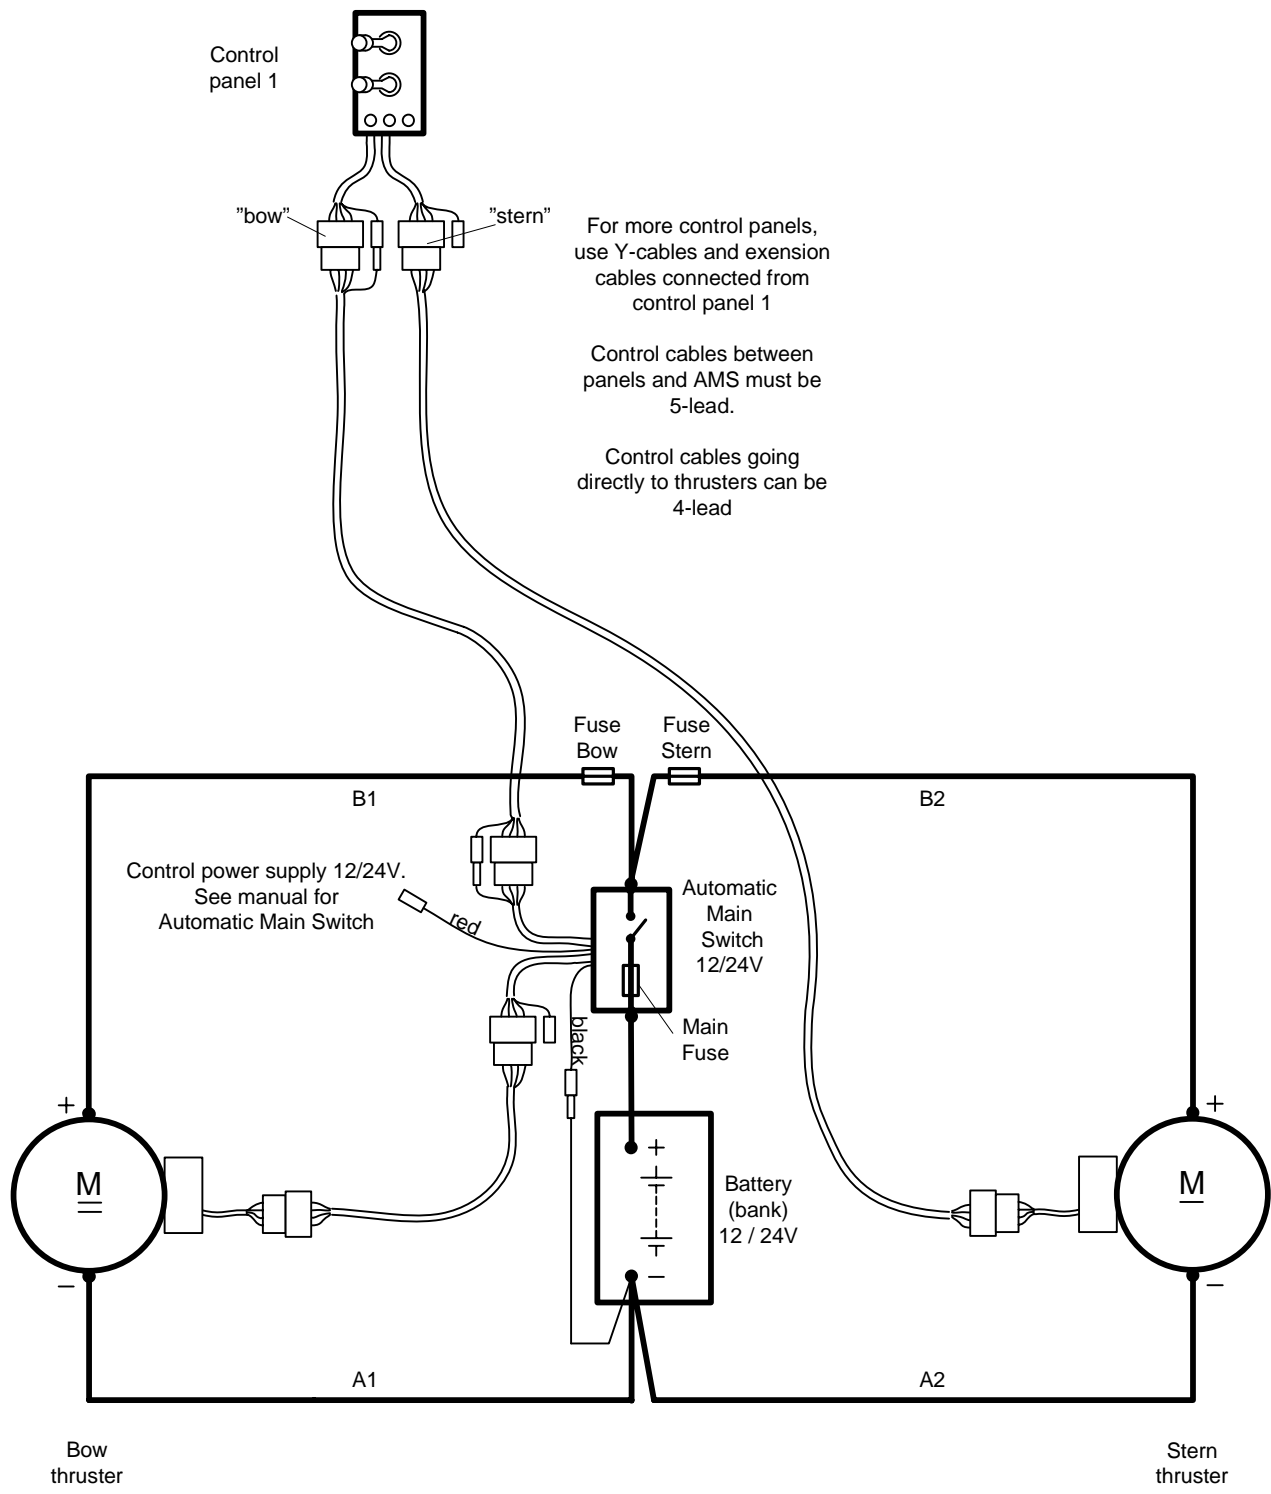 Control
panel 1
”bow”
”stern”
For more control panels,
use Y-cables and exension
cables connected from
control panel 1
Control cables between
panels and AMS must be
5-lead.
Control cables going
directly to thrusters can be
4-lead
Fuse
Bow
Fuse
Stern
B1
B2
Control power supply 12/24V.
See manual for
Automatic Main Switch
red
Automatic
Main
Switch
12/24V
black
Main
Fuse
+
+
M
+
Battery
(bank)
12 / 24V
M
–
–
–
A1
A2
Bow
thruster
Stern
thruster